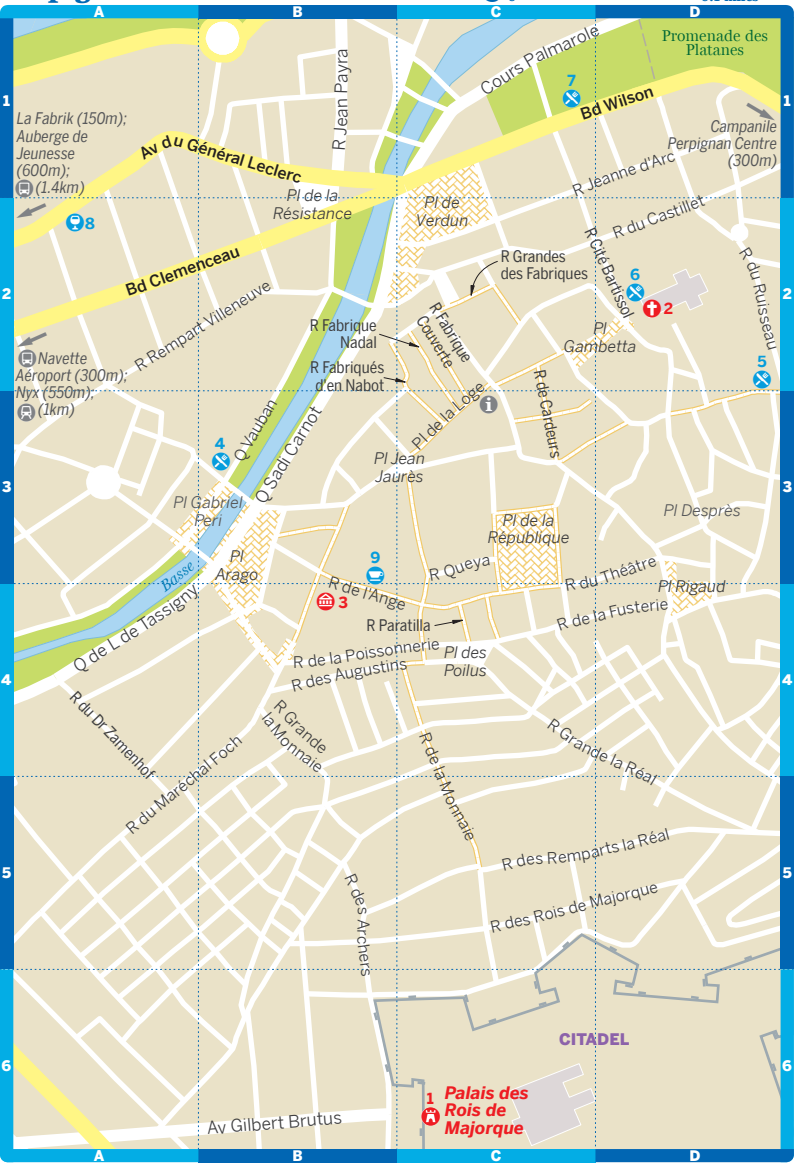 A
B
C
D
Promenade des
Platanes
Cours Palmarole
7
Bd Wilson
R Jean Payra
1
1
La Fabrik (150m);
Auberge de
Jeunesse
(600m);
(1.4km)
Av du Général Leclerc
Campanile
Perpignan Centre
(300m)
R Jeanne d'Arc
Pl de la
Résistance
Pl de
Verdun
8
R du Castillet
R Cité Bartissol
R Grandes
des Fabriques
Bd Clemenceau
R du Ruisseau
6
2
2
2
R Rempart Villeneuve
R Fabrique
Nadal
R Fabrique
Couverte
Pl
Gambetta
Navette
Aéroport (300m);
Nyx (550m);
(1km)
R Fabriqués
d'en Nabot
5
Pl de la Loge
R de Cardeurs
Q Vauban
Q Sadi Carnot
4
Pl Jean
Jaurès
3
3
Pl Gabriel
Peri
Pl Desprès
Pl de la
République
Pl
Arago
Basse
9
R Queya
R du Théâtre
Pl Rigaud
R de l'Ange
3
R Paratilla
R de la Fusterie
Q de L de Tassigny
R de la Poissonnerie
R des Augustins
Pl des
Poilus
4
4
R du Dr Zamenhof
R Grande
la Monnaie
R du Maréchal Foch
R de la Monnaie
R Grande la Réal
R des Remparts la Réal
5
5
R des Archers
R des Rois de Majorque
CITADEL
6
6
1
Palais des
Rois de
Majorque
Av Gilbert Brutus
A
B
C
D